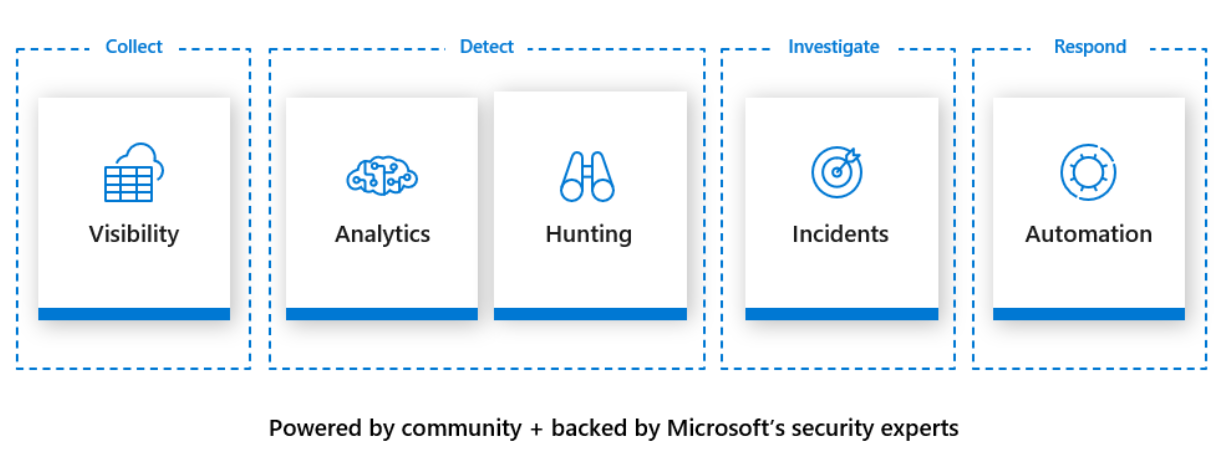 Collect
Detect
Investigate
Respond
Visibility
Analytics
Hunting
Incidents
Automation
Powered by community + backed by Microsoft’s security experts